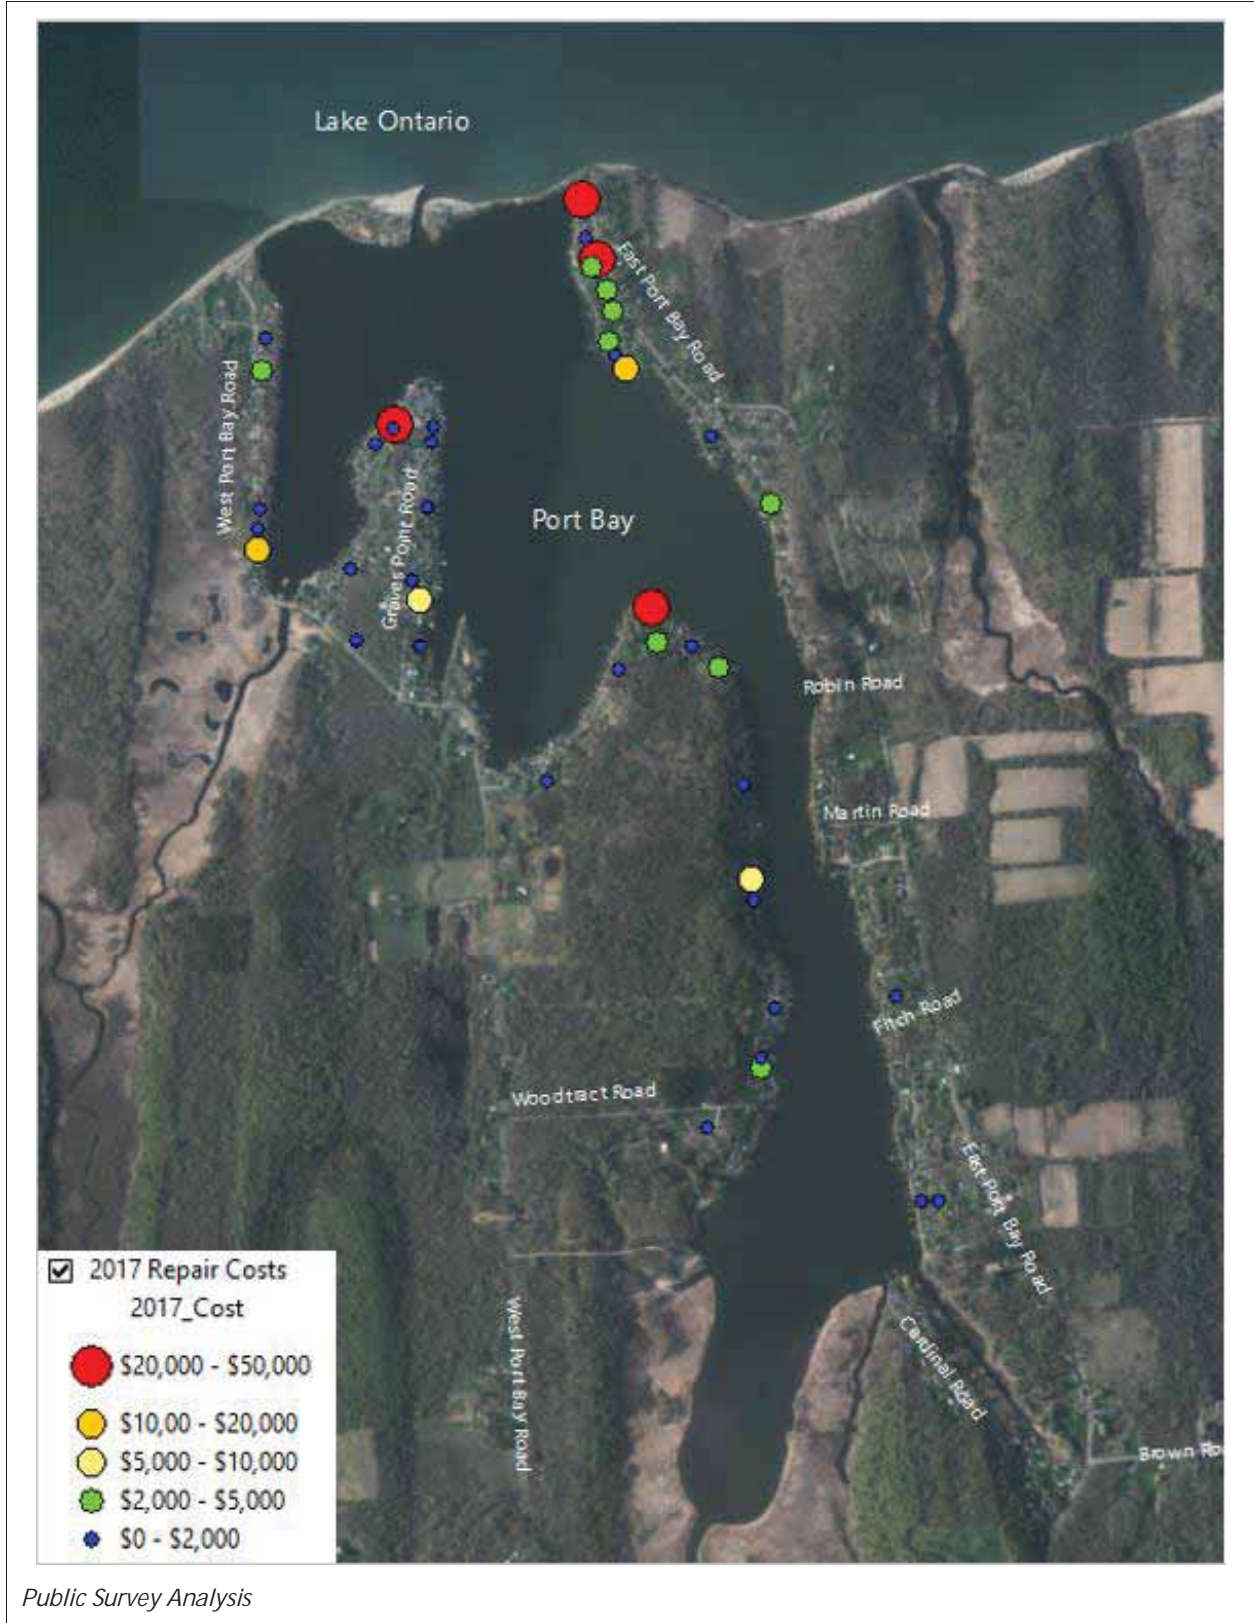 Lake Ontario
East Port Bay Road
West Port Bay Road
Graves Point Road
Port Bay
Robin Road
Martin Road
Fitch Road
Woodtract Road
East Port Bay Road
West Port Bay Road
Cardinal Road
Brown Ro
2017 Repair Costs
2017_Cost
$20,000 - $50,000
$10,00 - $20,000
$5,000 - $10,000
$2,000 - $5,000
$0 - $2,000
Public Survey Analysis